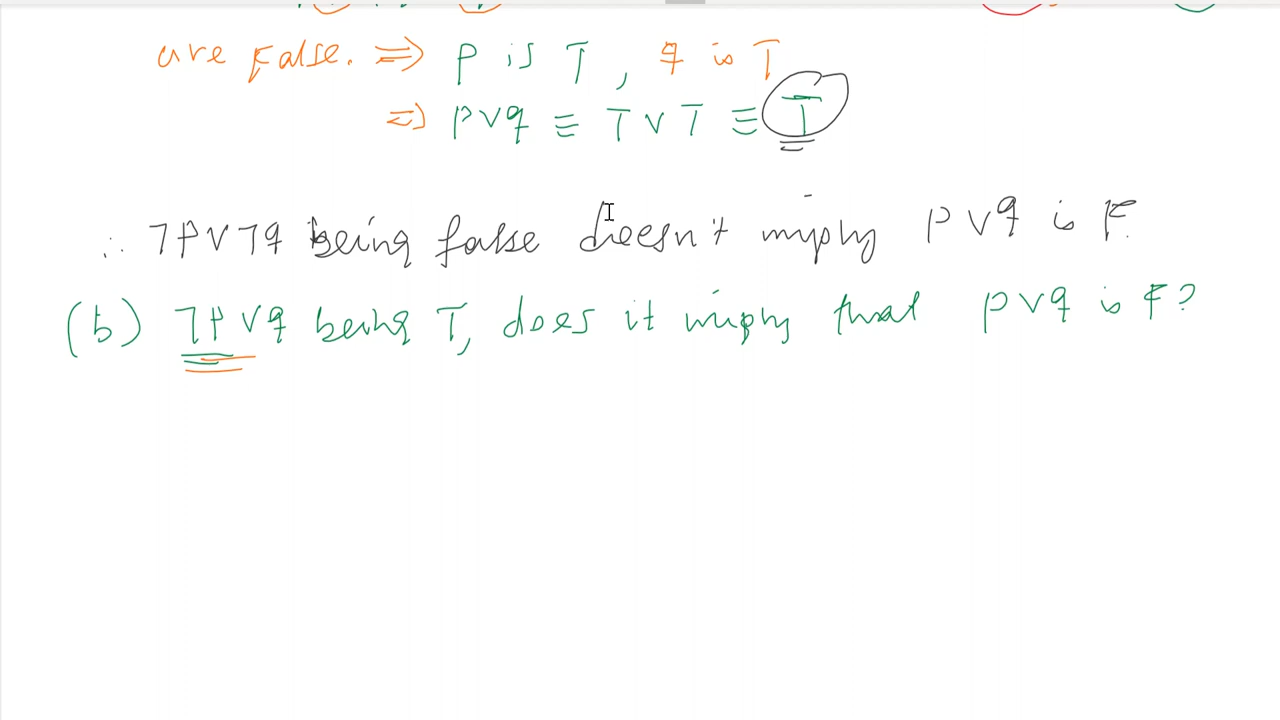 are False. ⇒ P is T, q is T
⇒ p∨q ≡ T∨T ≡ T
∴ ¬p∨¬q being false doesn't imply p∨q is F.
(b) ¬p∨q being T, does it imply that p∨q is F?